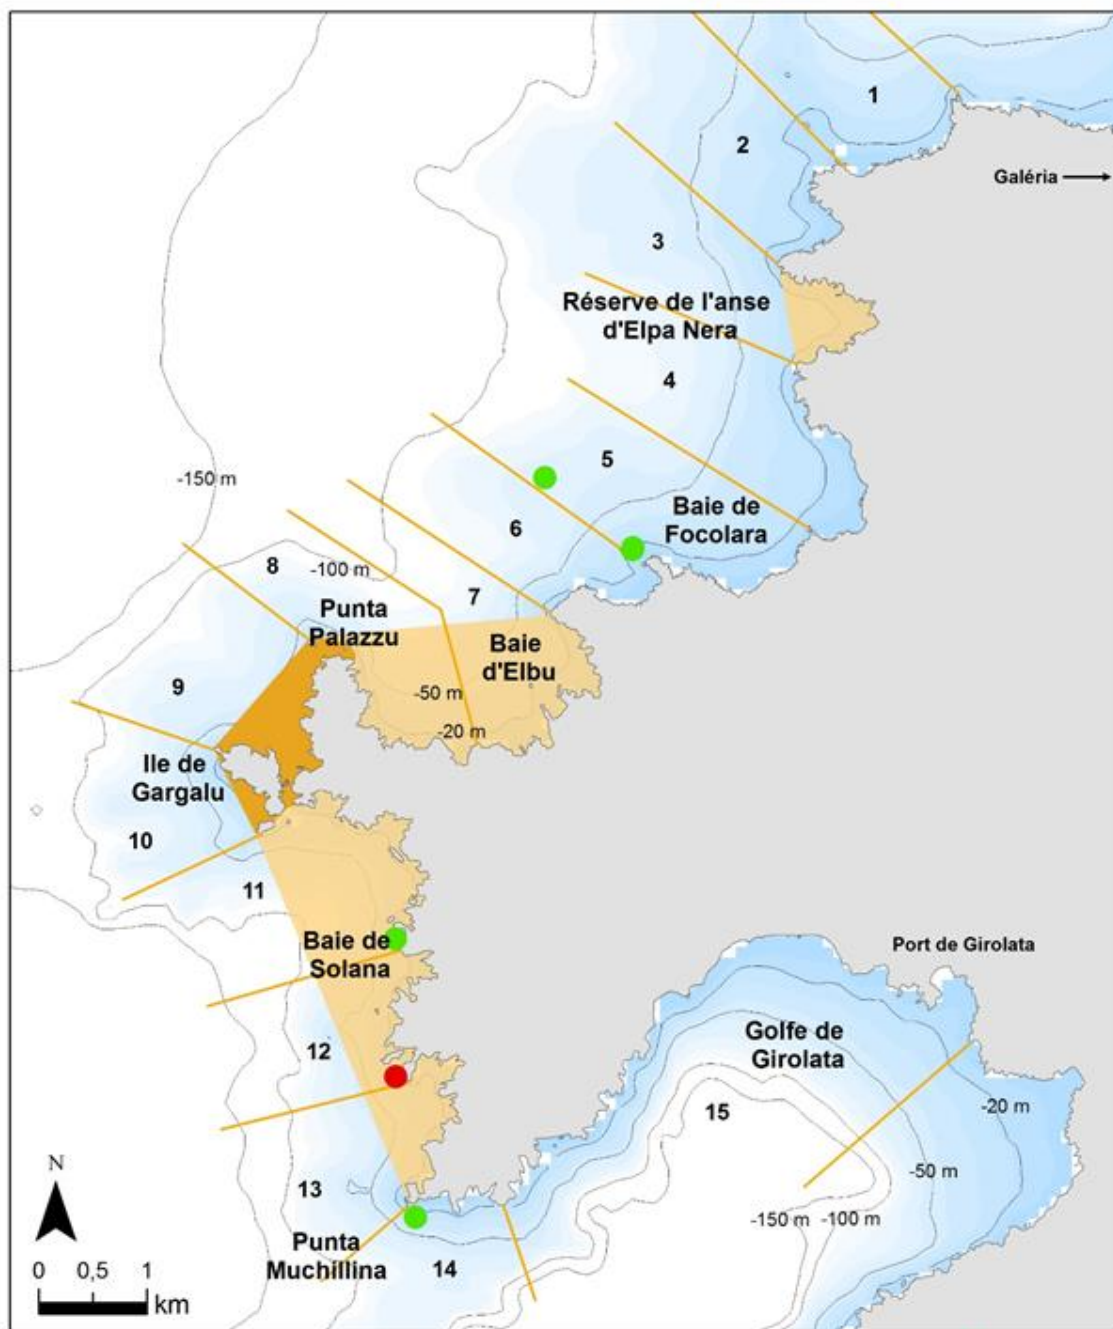 1
2
Galéria
3
Réserve de l'anse
d'Elpa Nera
4
5
-150 m
Baie de
Focolara
6
8
-100 m
7
Punta
Palazzu
Baie
d'Elbu
9
-50 m
-20 m
Ile de
Gargalu
10
11
Baie de
Solana
Port de Girolata
12
Golfe de
Girolata
15
-20 m
N
13
-50 m
-150 m
-100 m
Punta
Muchillina
14
0 0,5 1
km